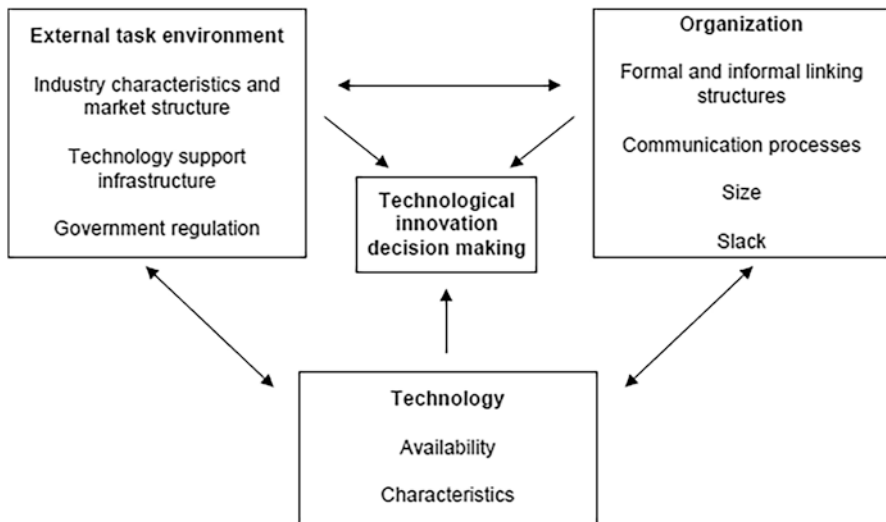 External task environment
Industry characteristics and
market structure
Technology support
infrastructure
Government regulation
Organization
Formal and informal linking
structures
Communication processes
Size
Slack
Technological
innovation
decision making
Technology
Availability
Characteristics